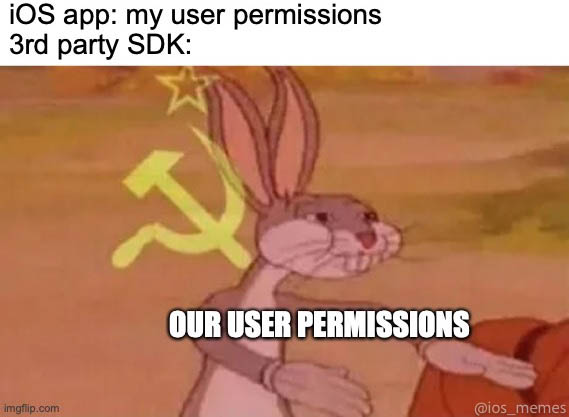 iOS app: my user permissions
3rd party SDK:
OUR USER PERMISSIONS
imgflip.com
@ios_memes